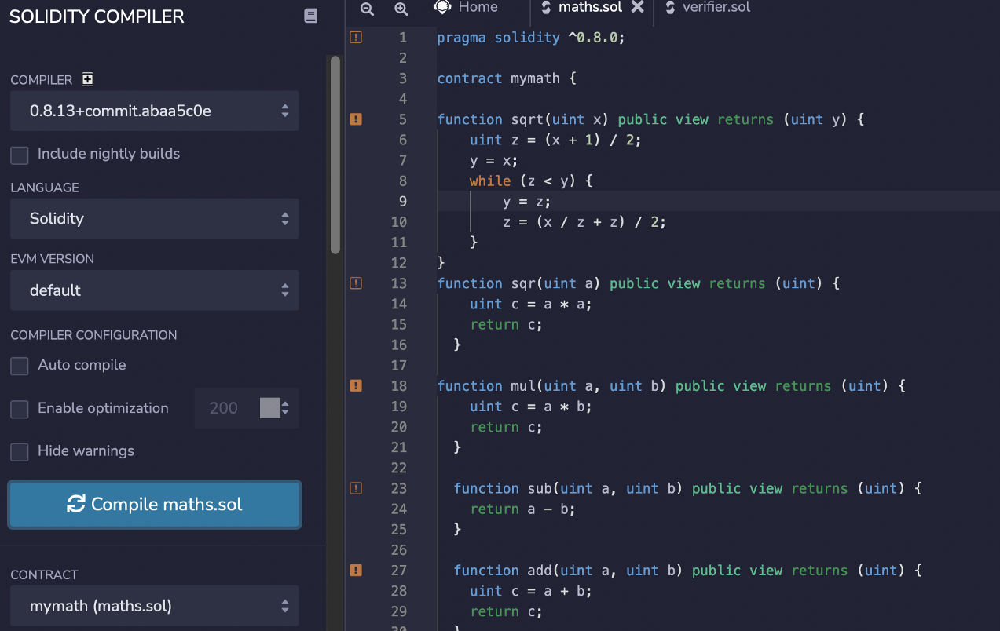 SOLIDITY COMPILER
COMPILER
0.8.13+commit.abaa5c0e
Include nightly builds
LANGUAGE
Solidity
EVM VERSION
default
COMPILER CONFIGURATION
Auto compile
Enable optimization 200
Hide warnings
Compile maths.sol
CONTRACT
mymath (maths.sol)
Home maths.sol verifier.sol
1 pragma solidity ^0.8.0;
2
3 contract mymath {
4
5 function sqrt(uint x) public view returns (uint y) {
6 uint z = (x + 1) / 2;
7 y = x;
8 while (z < y) {
9 y = z;
10 z = (x / z + z) / 2;
11 }
12 }
13 function sqr(uint a) public view returns (uint) {
14 uint c = a * a;
15 return c;
16 }
17
18 function mul(uint a, uint b) public view returns (uint) {
19 uint c = a * b;
20 return c;
21 }
22
23 function sub(uint a, uint b) public view returns (uint) {
24 return a - b;
25 }
26
27 function add(uint a, uint b) public view returns (uint) {
28 uint c = a + b;
29 return c;
30 }